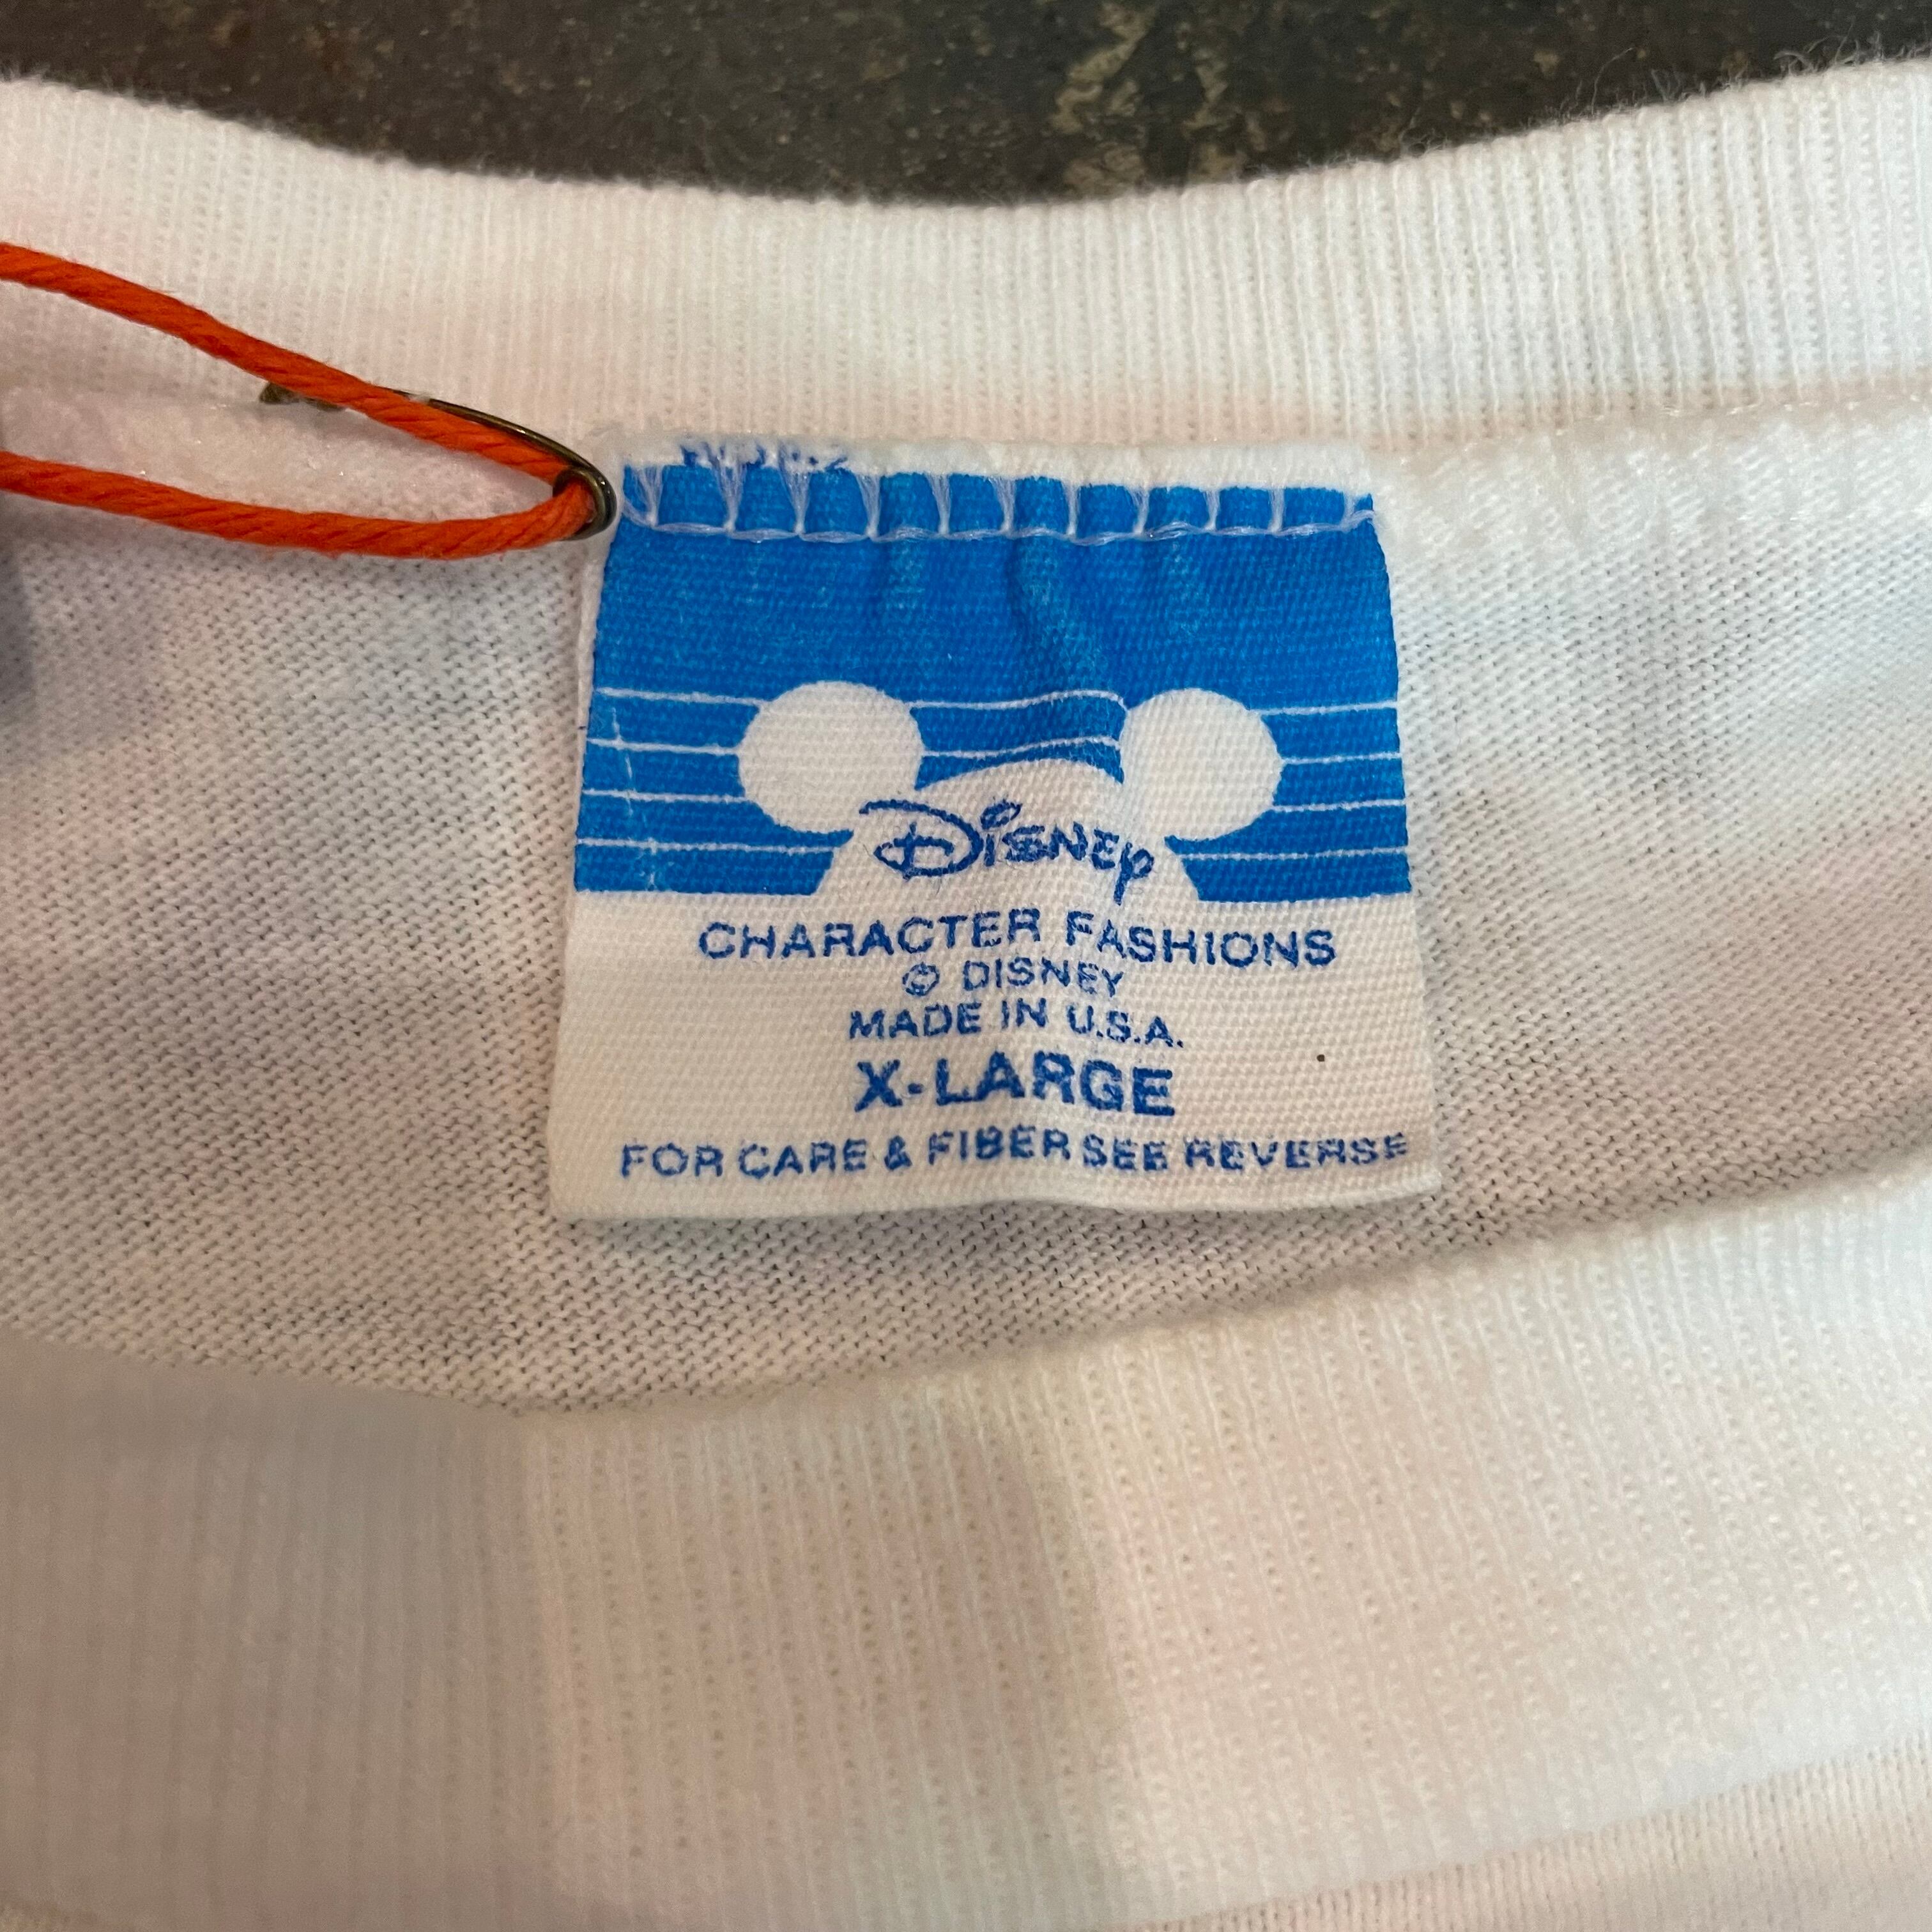 Disney
CHARACTER FASHIONS
© DISNEY
MADE IN U.S.A.
X-LARGE
FOR CARE & FIBER SEE REVERSE